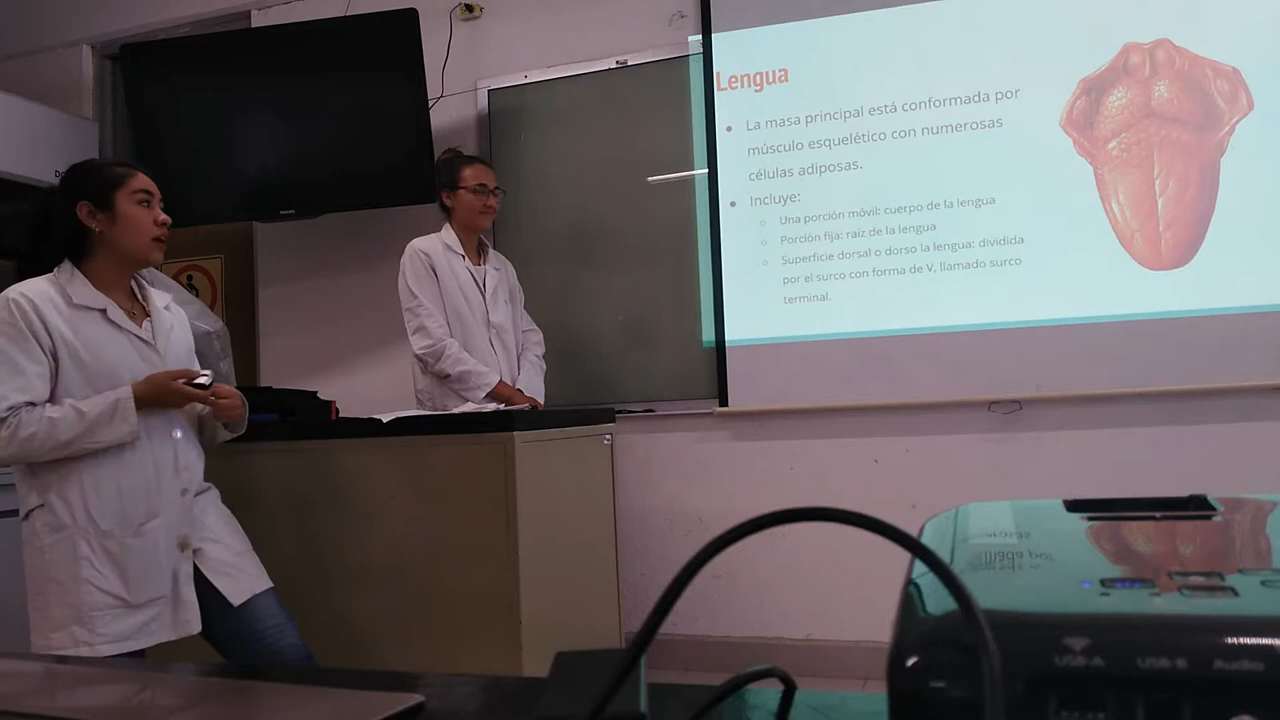 Lengua
● La masa principal está conformada por
músculo esquelético con numerosas
células adiposas.
● Incluye:
○ Una porción móvil: cuerpo de la lengua
○ Porción fija: raíz de la lengua
○ Superficie dorsal o dorso la lengua: dividida
por el surco con forma de V, llamado surco
terminal.
PHILIPS
USB-A USB-B Audio